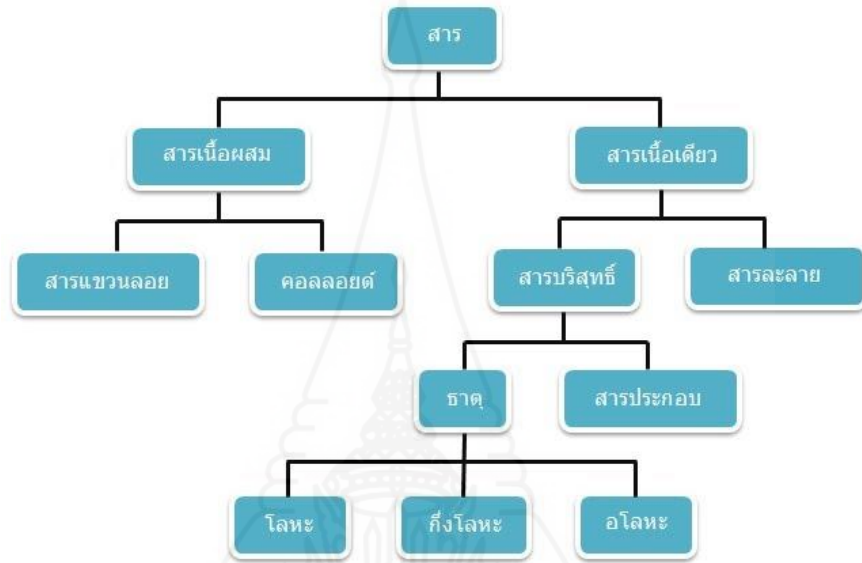 สาร
สารเนื้อผสม
สารเนื้อเดียว
สารแขวนลอย
คอลลอยด์
สารบริสุทธิ์
สารละลาย
ธาตุ
สารประกอบ
โลหะ
กึ่งโลหะ
อโลหะ